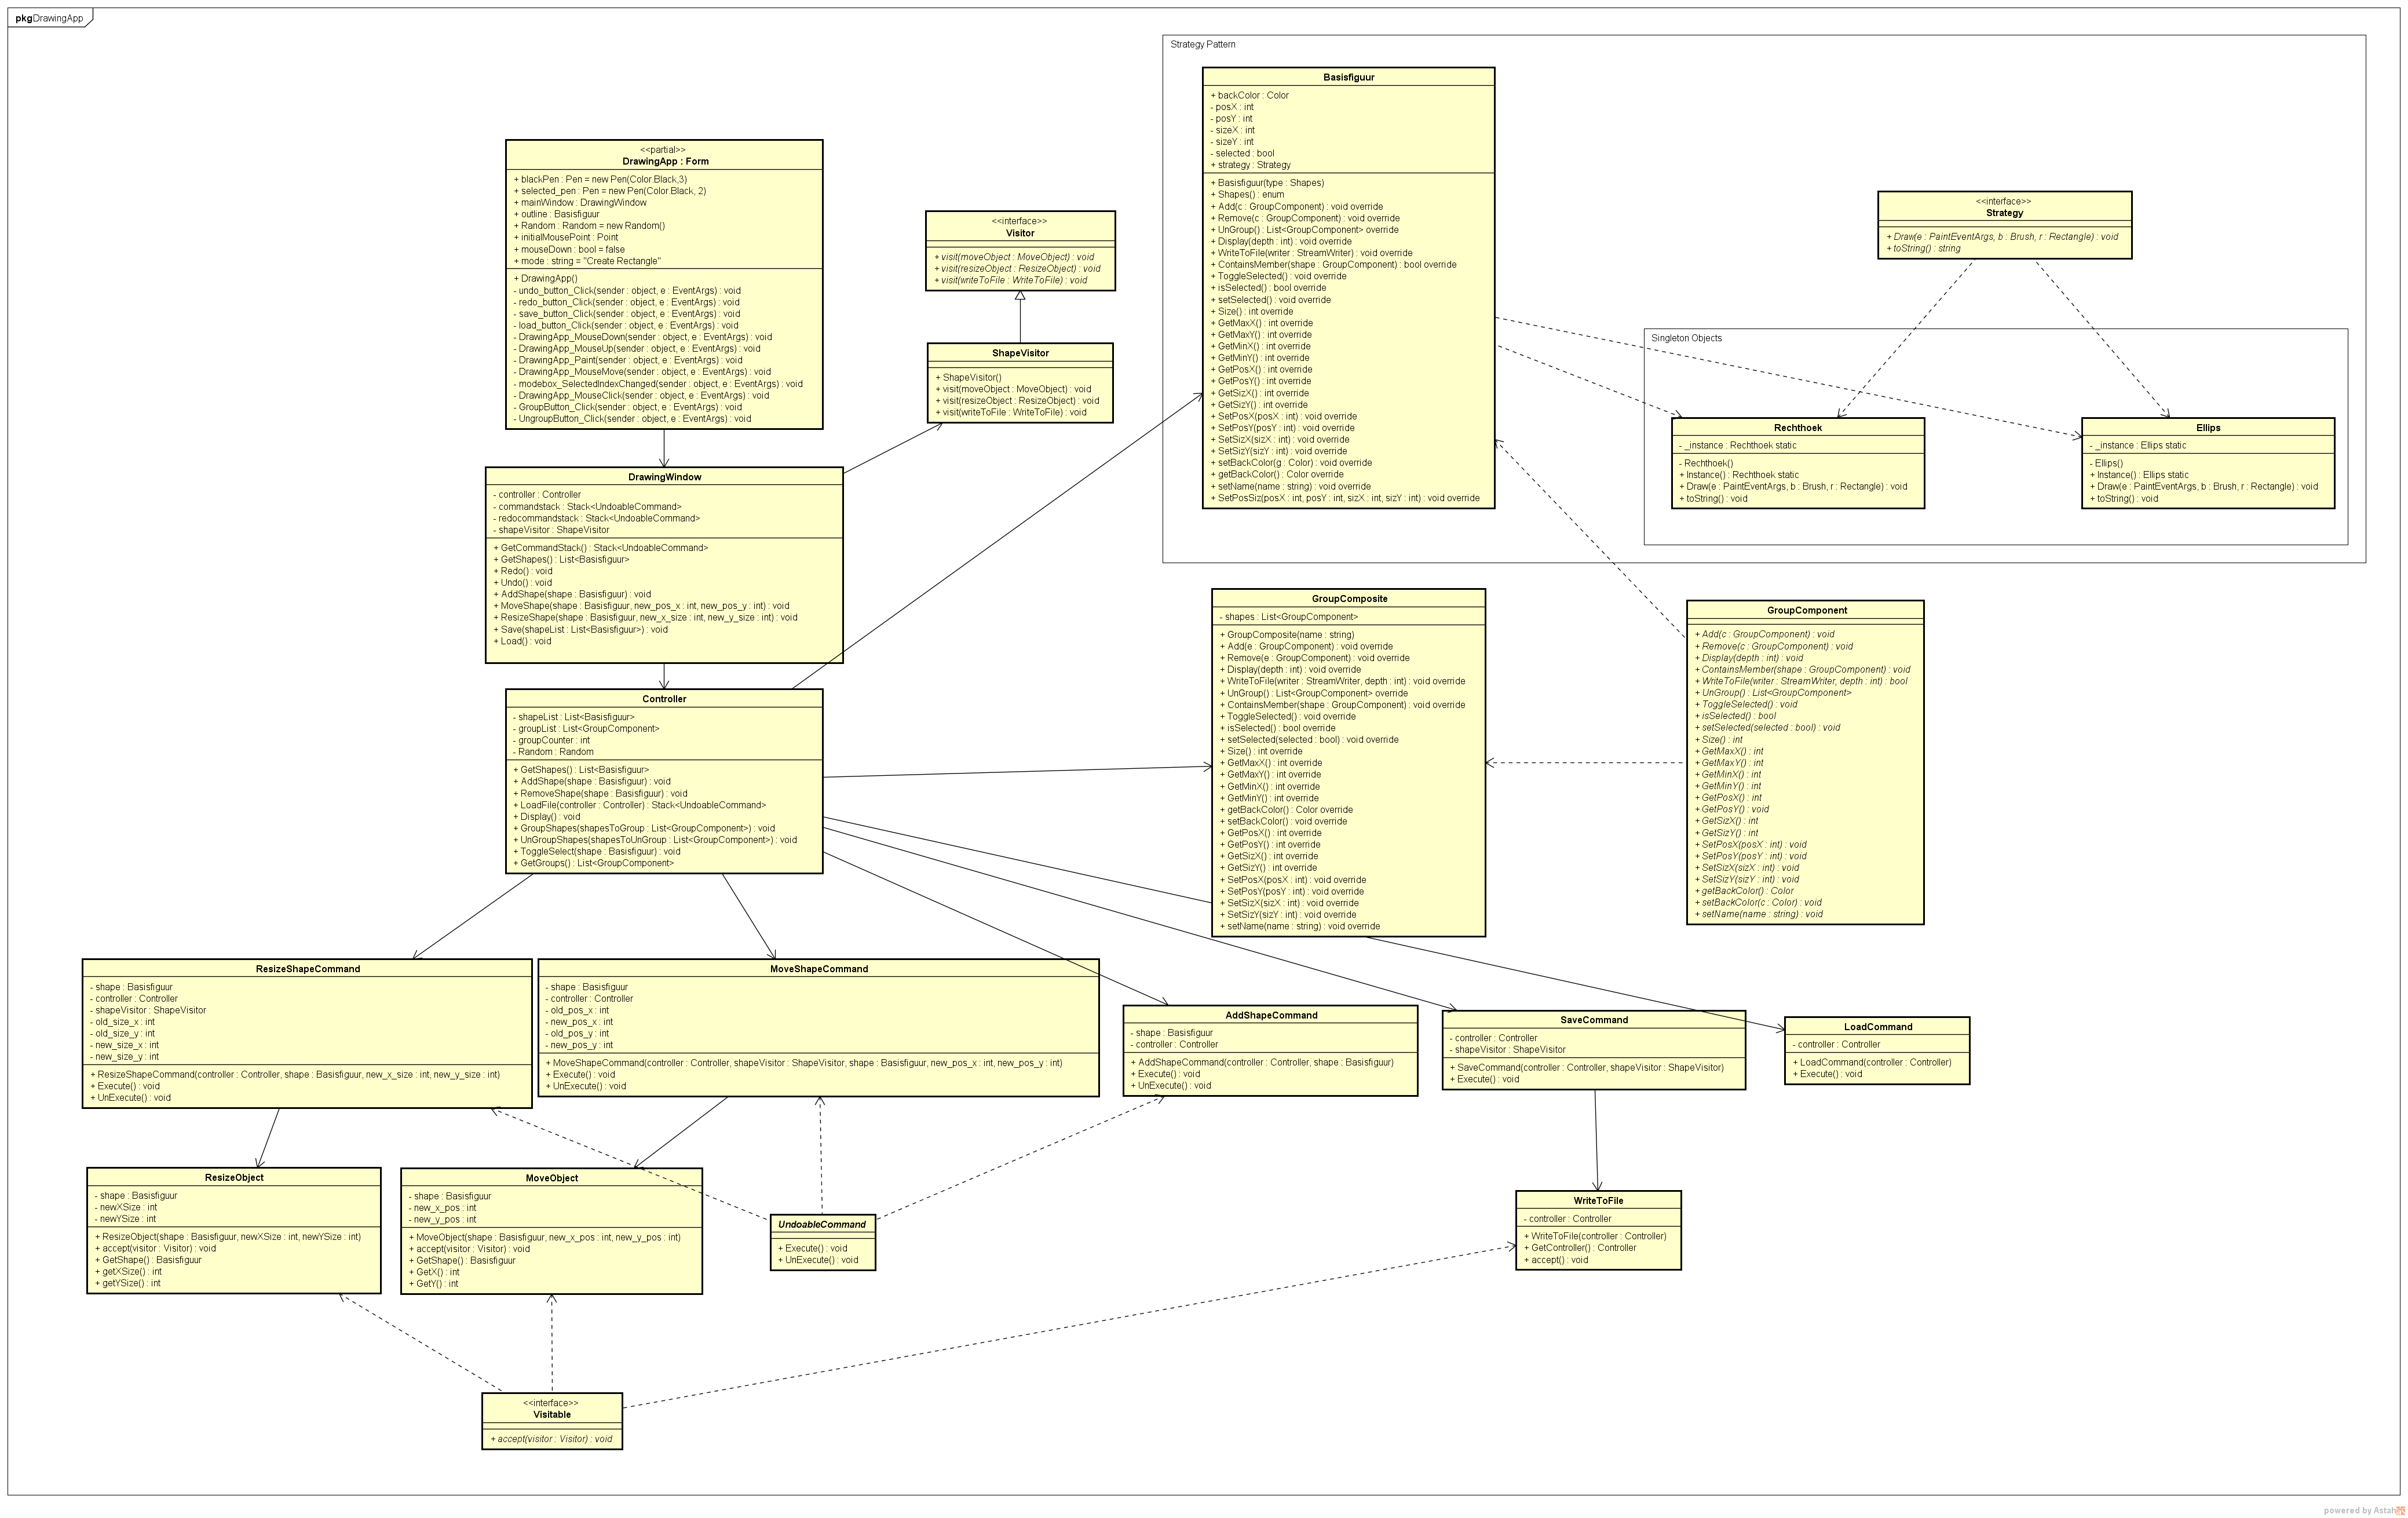 pkg DrawingApp
Strategy Pattern
Basisfiguur
+ backColor : Color
- posX : int
- posY : int
- sizeX : int
- sizeY : int
- selected : bool
+ strategy : Strategy
+ Basisfiguur(type : Shapes)
+ Shapes() : enum
+ Add(c : GroupComponent) : void override
+ Remove(c : GroupComponent) : void override
+ UnGroup() : List<GroupComponent> override
+ Display(depth : int) : void override
+ WriteToFile(writer : StreamWriter) : void override
+ ContainsMember(shape : GroupComponent) : bool override
+ ToggleSelected() : void override
+ isSelected() : bool override
+ setSelected() : void override
+ Size() : int override
+ GetMaxX() : int override
+ GetMaxY() : int override
+ GetMinX() : int override
+ GetMinY() : int override
+ GetPosX() : int override
+ GetPosY() : int override
+ GetSizX() : int override
+ GetSizY() : int override
+ SetPosX(posX : int) : void override
+ SetPosY(posY : int) : void override
+ SetSizX(sizX : int) : void override
+ SetSizY(sizY : int) : void override
+ setBackColor(g : Color) : void override
+ getBackColor() : Color override
+ setName(name : string) : void override
+ SetPosSiz(posX : int, posY : int, sizX : int, sizY : int) : void override
<<interface>>
Strategy
+ Draw(e : PaintEventArgs, b : Brush, r : Rectangle) : void
+ toString() : string
Singleton Objects
Rechthoek
- _instance : Rechthoek static
- Rechthoek()
+ Instance() : Rechthoek static
+ Draw(e : PaintEventArgs, b : Brush, r : Rectangle) : void
+ toString() : void
Ellips
- _instance : Ellips static
- Ellips()
+ Instance() : Ellips static
+ Draw(e : PaintEventArgs, b : Brush, r : Rectangle) : void
+ toString() : void
<<partial>>
DrawingApp : Form
+ blackPen : Pen = new Pen(Color.Black,3)
+ selected_pen : Pen = new Pen(Color.Black, 2)
+ mainWindow : DrawingWindow
+ outline : Basisfiguur
+ Random : Random = new Random()
+ initialMousePoint : Point
+ mouseDown : bool = false
+ mode : string = "Create Rectangle"
+ DrawingApp()
- undo_button_Click(sender : object, e : EventArgs) : void
- redo_button_Click(sender : object, e : EventArgs) : void
- save_button_Click(sender : object, e : EventArgs) : void
- load_button_Click(sender : object, e : EventArgs) : void
- DrawingApp_MouseDown(sender : object, e : EventArgs) : void
- DrawingApp_MouseUp(sender : object, e : EventArgs) : void
- DrawingApp_Paint(sender : object, e : EventArgs) : void
- DrawingApp_MouseMove(sender : object, e : EventArgs) : void
- modebox_SelectedIndexChanged(sender : object, e : EventArgs) : void
- DrawingApp_MouseClick(sender : object, e : EventArgs) : void
- GroupButton_Click(sender : object, e : EventArgs) : void
- UngroupButton_Click(sender : object, e : EventArgs) : void
<<interface>>
Visitor
+ visit(moveObject : MoveObject) : void
+ visit(resizeObject : ResizeObject) : void
+ visit(writeToFile : WriteToFile) : void
ShapeVisitor
+ ShapeVisitor()
+ visit(moveObject : MoveObject) : void
+ visit(resizeObject : ResizeObject) : void
+ visit(writeToFile : WriteToFile) : void
DrawingWindow
- controller : Controller
- commandstack : Stack<UndoableCommand>
- redocommandstack : Stack<UndoableCommand>
- shapeVisitor : ShapeVisitor
+ GetCommandStack() : Stack<UndoableCommand>
+ GetShapes() : List<Basisfiguur>
+ Redo() : void
+ Undo() : void
+ AddShape(shape : Basisfiguur) : void
+ MoveShape(shape : Basisfiguur, new_pos_x : int, new_pos_y : int) : void
+ ResizeShape(shape : Basisfiguur, new_x_size : int, new_y_size : int) : void
+ Save(shapeList : List<Basisfiguur>) : void
+ Load() : void
Controller
- shapeList : List<Basisfiguur>
- groupList : List<GroupComponent>
- groupCounter : int
- Random : Random
+ GetShapes() : List<Basisfiguur>
+ AddShape(shape : Basisfiguur) : void
+ RemoveShape(shape : Basisfiguur) : void
+ LoadFile(controller : Controller) : Stack<UndoableCommand>
+ Display() : void
+ GroupShapes(shapesToGroup : List<GroupComponent>) : void
+ UnGroupShapes(shapesToUnGroup : List<GroupComponent>) : void
+ ToggleSelect(shape : Basisfiguur) : void
+ GetGroups() : List<GroupComponent>
GroupComposite
- shapes : List<GroupComponent>
+ GroupComposite(name : string)
+ Add(e : GroupComponent) : void override
+ Remove(e : GroupComponent) : void override
+ Display(depth : int) : void override
+ WriteToFile(writer : StreamWriter, depth : int) : void override
+ UnGroup() : List<GroupComponent> override
+ ContainsMember(shape : GroupComponent) : void override
+ ToggleSelected() : void override
+ isSelected() : bool override
+ setSelected(selected : bool) : void override
+ Size() : int override
+ GetMaxX() : int override
+ GetMaxY() : int override
+ GetMinX() : int override
+ GetMinY() : int override
+ getBackColor() : Color override
+ setBackColor() : void override
+ GetPosX() : int override
+ GetPosY() : int override
+ GetSizX() : int override
+ GetSizY() : int override
+ SetPosX(posX : int) : void override
+ SetPosY(posY : int) : void override
+ SetSizX(sizX : int) : void override
+ SetSizY(sizY : int) : void override
+ setName(name : string) : void override
GroupComponent
+ Add(c : GroupComponent) : void
+ Remove(c : GroupComponent) : void
+ Display(depth : int) : void
+ ContainsMember(shape : GroupComponent) : void
+ WriteToFile(writer : StreamWriter, depth : int) : bool
+ UnGroup() : List<GroupComponent>
+ ToggleSelected() : void
+ isSelected() : bool
+ setSelected(selected : bool) : void
+ Size() : int
+ GetMaxX() : int
+ GetMaxY() : int
+ GetMinX() : int
+ GetMinY() : int
+ GetPosX() : int
+ GetPosY() : void
+ GetSizX() : int
+ GetSizY() : int
+ SetPosX(posX : int) : void
+ SetPosY(posY : int) : void
+ SetSizX(sizX : int) : void
+ SetSizY(sizY : int) : void
+ getBackColor() : Color
+ setBackColor(c : Color) : void
+ setName(name : string) : void
ResizeShapeCommand
- shape : Basisfiguur
- controller : Controller
- shapeVisitor : ShapeVisitor
- old_size_x : int
- old_size_y : int
- new_size_x : int
- new_size_y : int
+ ResizeShapeCommand(controller : Controller, shape : Basisfiguur, new_x_size : int, new_y_size : int)
+ Execute() : void
+ UnExecute() : void
MoveShapeCommand
- shape : Basisfiguur
- controller : Controller
- old_pos_x : int
- new_pos_x : int
- old_pos_y : int
- new_pos_y : int
+ MoveShapeCommand(controller : Controller, shapeVisitor : ShapeVisitor, shape : Basisfiguur, new_pos_x : int, new_pos_y : int)
+ Execute() : void
+ UnExecute() : void
AddShapeCommand
- shape : Basisfiguur
- controller : Controller
+ AddShapeCommand(controller : Controller, shape : Basisfiguur)
+ Execute() : void
+ UnExecute() : void
SaveCommand
- controller : Controller
- shapeVisitor : ShapeVisitor
+ SaveCommand(controller : Controller, shapeVisitor : ShapeVisitor)
+ Execute() : void
LoadCommand
- controller : Controller
+ LoadCommand(controller : Controller)
+ Execute() : void
ResizeObject
- shape : Basisfiguur
- newXSize : int
- newYSize : int
+ ResizeObject(shape : Basisfiguur, newXSize : int, newYSize : int)
+ accept(visitor : Visitor) : void
+ GetShape() : Basisfiguur
+ getXSize() : int
+ getYSize() : int
MoveObject
- shape : Basisfiguur
- new_x_pos : int
- new_y_pos : int
+ MoveObject(shape : Basisfiguur, new_x_pos : int, new_y_pos : int)
+ accept(visitor : Visitor) : void
+ GetShape() : Basisfiguur
+ GetX() : int
+ GetY() : int
UndoableCommand
+ Execute() : void
+ UnExecute() : void
WriteToFile
- controller : Controller
+ WriteToFile(controller : Controller)
+ GetController() : Controller
+ accept() : void
<<interface>>
Visitable
+ accept(visitor : Visitor) : void
powered by Astah